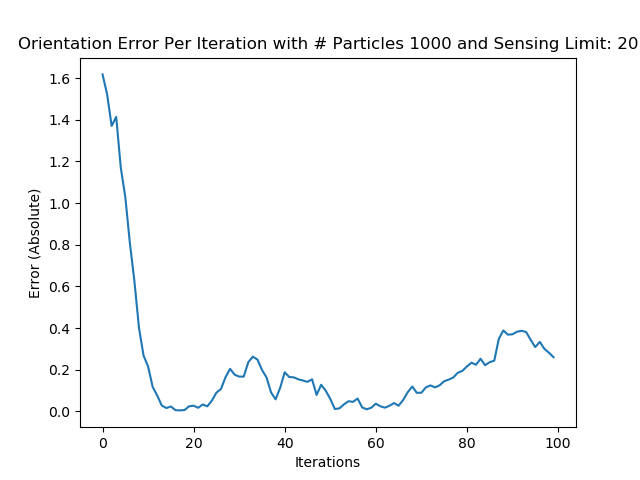 Orientation Error Per Iteration with # Particles 1000 and Sensing Limit: 20
1.6
1.4
1.2
1.0
0.8
0.6
0.4
0.2
0.0
Error (Absolute)
0 20 40 60 80 100
Iterations